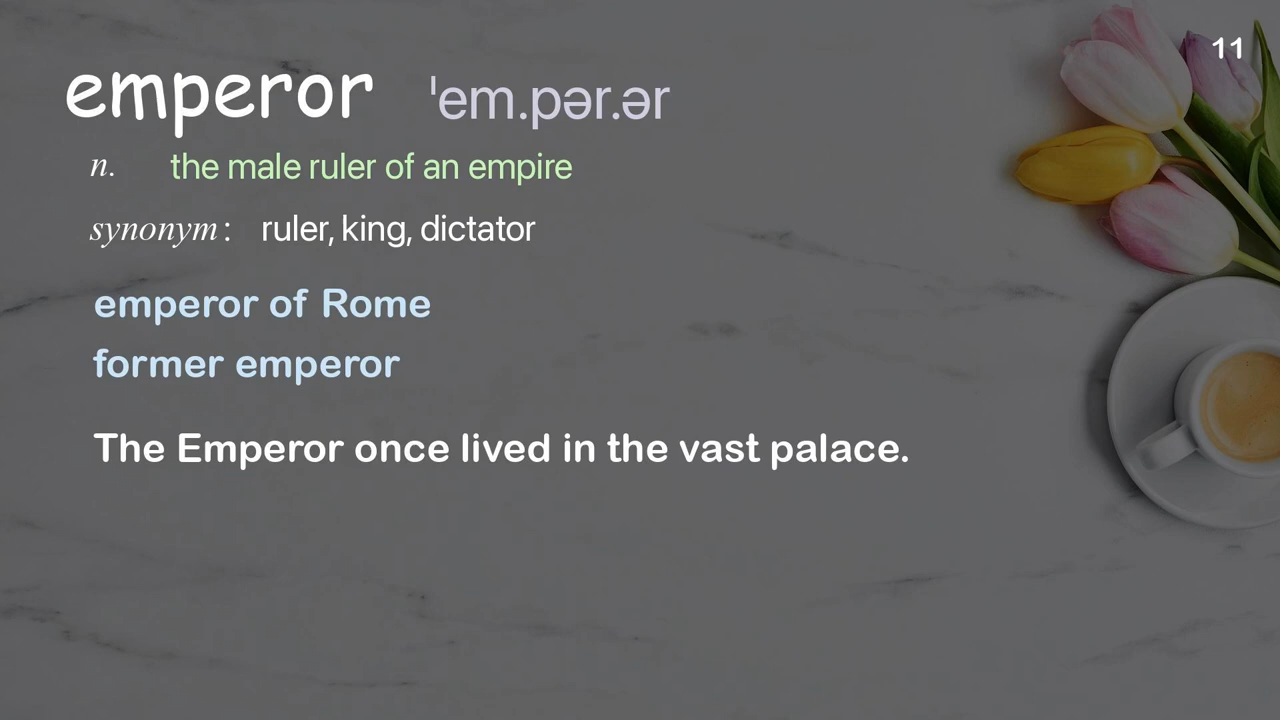 11
emperor ˈem.pər.ər
n. the male ruler of an empire
synonym: ruler, king, dictator
emperor of Rome
former emperor
The Emperor once lived in the vast palace.